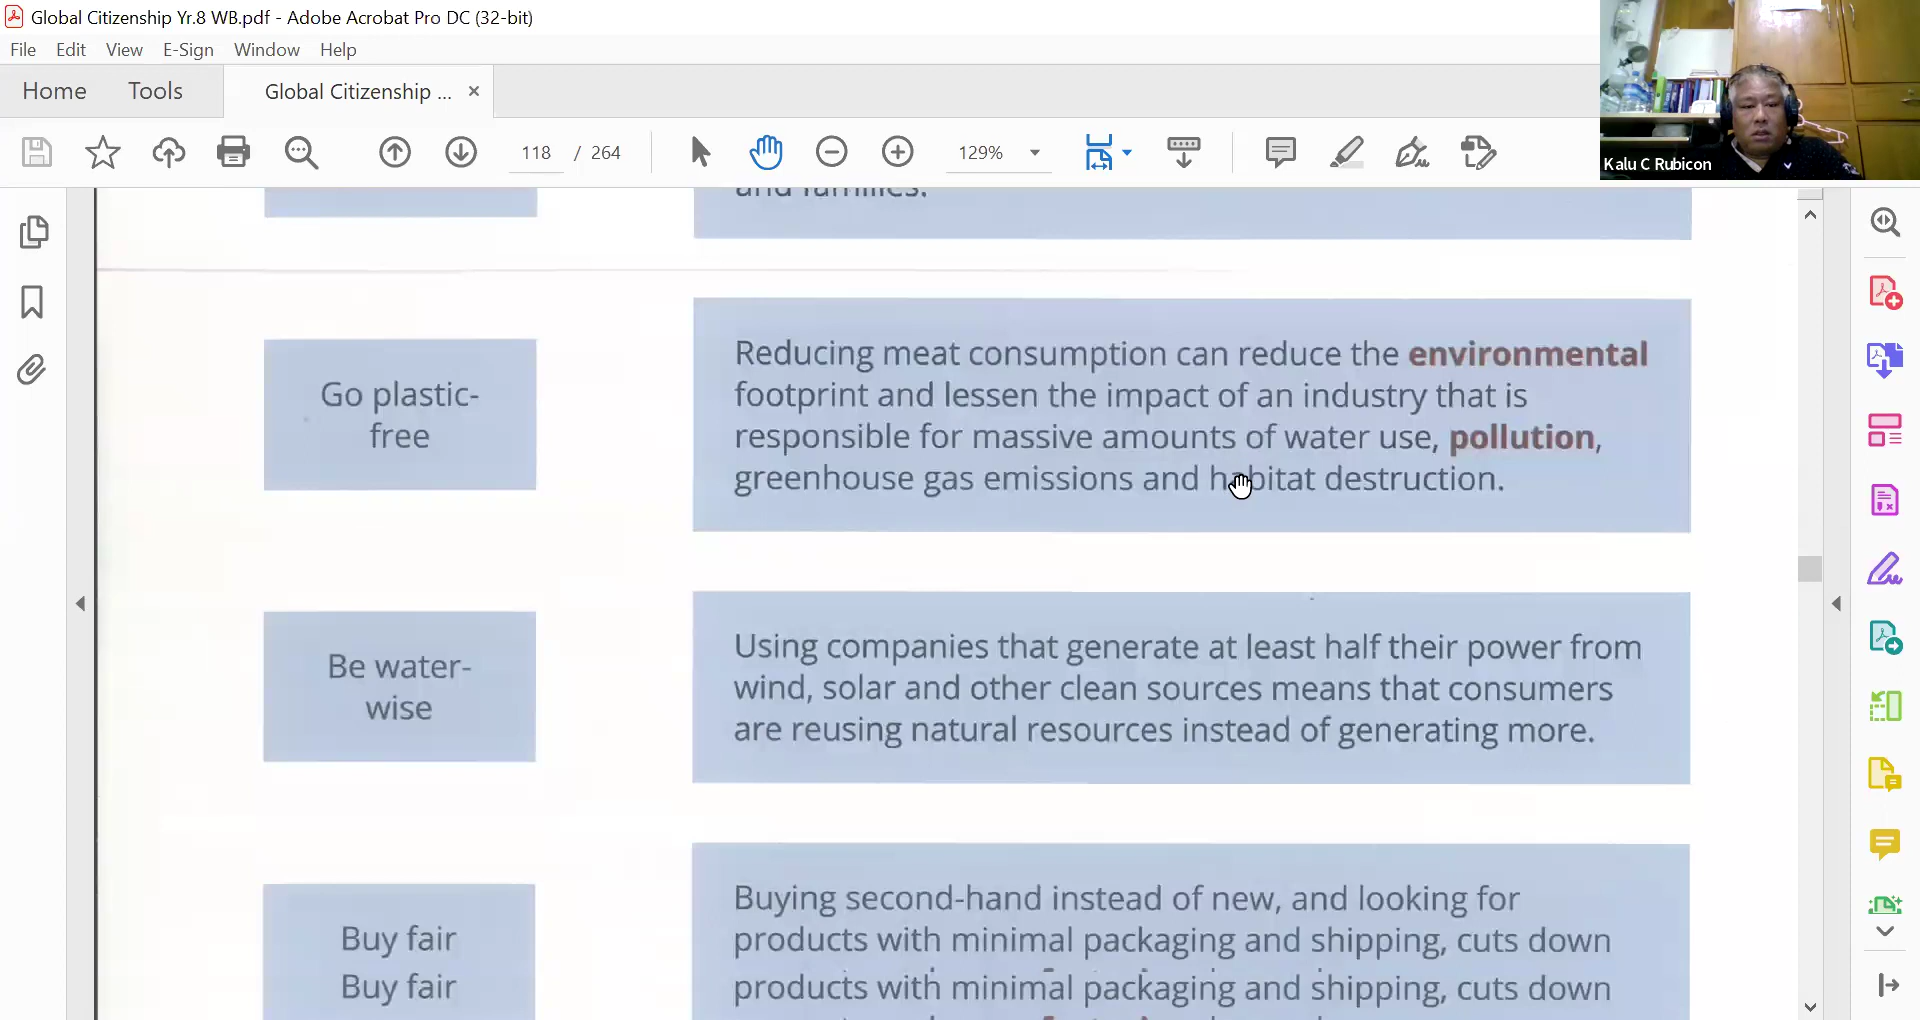 Global Citizenship Yr.8 WB.pdf - Adobe Acrobat Pro DC (32-bit)
File Edit View E-Sign Window Help
Home Tools Global Citizenship ... ×
118 / 264 129%
Kalu C Rubicon
and families.
Go plastic-
free
Reducing meat consumption can reduce the environmental
footprint and lessen the impact of an industry that is
responsible for massive amounts of water use, pollution,
greenhouse gas emissions and habitat destruction.
Be water-
wise
Using companies that generate at least half their power from
wind, solar and other clean sources means that consumers
are reusing natural resources instead of generating more.
Buy fair
Buy fair
Buying second-hand instead of new, and looking for
products with minimal packaging and shipping, cuts down
products with minimal packaging and shipping, cuts down